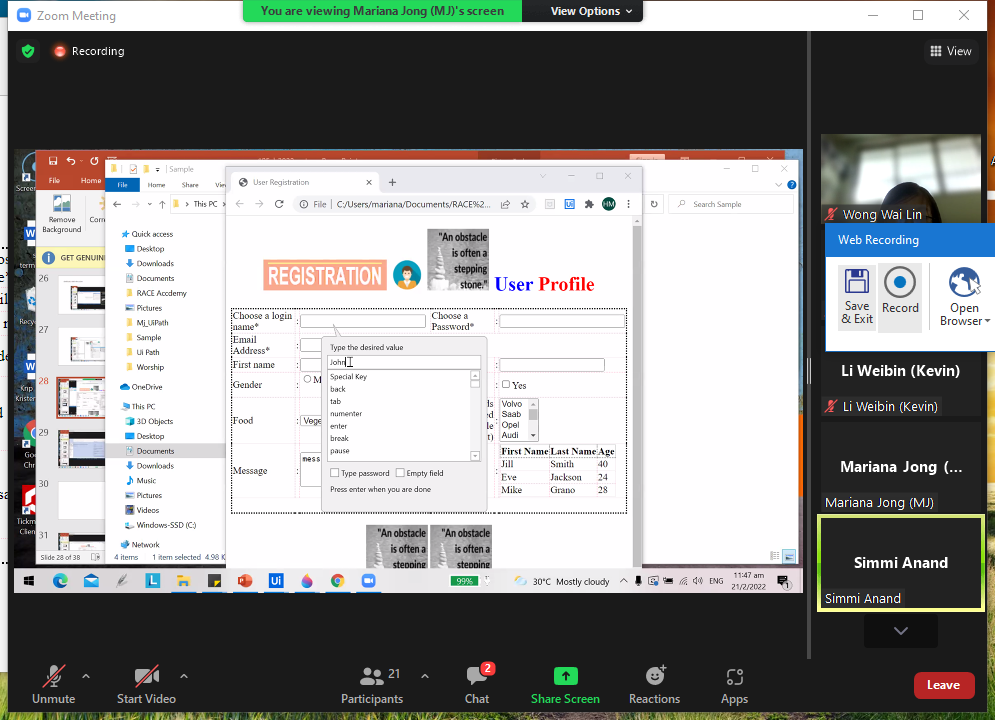 You are viewing Mariana Jong (MJ)'s screen
View Options
Zoom Meeting
Recording
View
Sample
File
Home
Remove
Background
GET GENUIN
26
27
28
29
30
31
Slide 28 of 38
File
Home
Share
This PC
Search Sample
Quick access
Desktop
Downloads
Documents
RACE Accdemy
Pictures
Mj_UiPath
Sample
Ui Path
Worship
OneDrive
This PC
3D Objects
Desktop
Documents
Downloads
Music
Pictures
Videos
Windows-SSD (C:)
Network
4 items
1 item selected 4.98 K
User Registration
File
C:/Users/mariana/Documents/RACE%2...
HM
REGISTRATION
"An obstacle
is often a
stepping
stone."
User Profile
Choose a login
name*
:
Choose a
Password*
:
Email
Address*
:
First name
:
Gender
:
M
Yes
Food
:
Vege
Volvo
Saab
Opel
Audi
Message
:
mess
First Name Last Name Age
Jill Smith 40
Eve Jackson 24
Mike Grano 28
Type the desired value
John
Special Key
back
tab
numenter
enter
break
pause
Type password
Empty field
Press enter when you are done
"An obstacle
is often a
stepping
"An obstacle
is often a
stepping
99%
30°C Mostly cloudy
ENG
11:47 am
21/2/2022
Wong Wai Lin
Web Recording
Save
& Exit
Record
Open
Browser
Li Weibin (Kevin)
Li Weibin (Kevin)
Mariana Jong (...
Mariana Jong (MJ)
Simmi Anand
Simmi Anand
Unmute
Start Video
21
Participants
2
Chat
Share Screen
Reactions
Apps
Leave